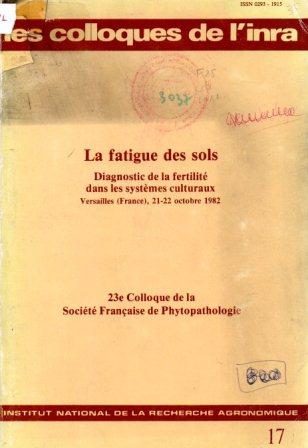 ISSN 0293 - 1915
les colloques de l'inra
3037
La fatigue des sols
Diagnostic de la fertilité
dans les systèmes culturaux
Versailles (France), 21-22 octobre 1982
23e Colloque de la
Société Française de Phytopathologie
INSTITUT NATIONAL DE LA RECHERCHE AGRONOMIQUE
17